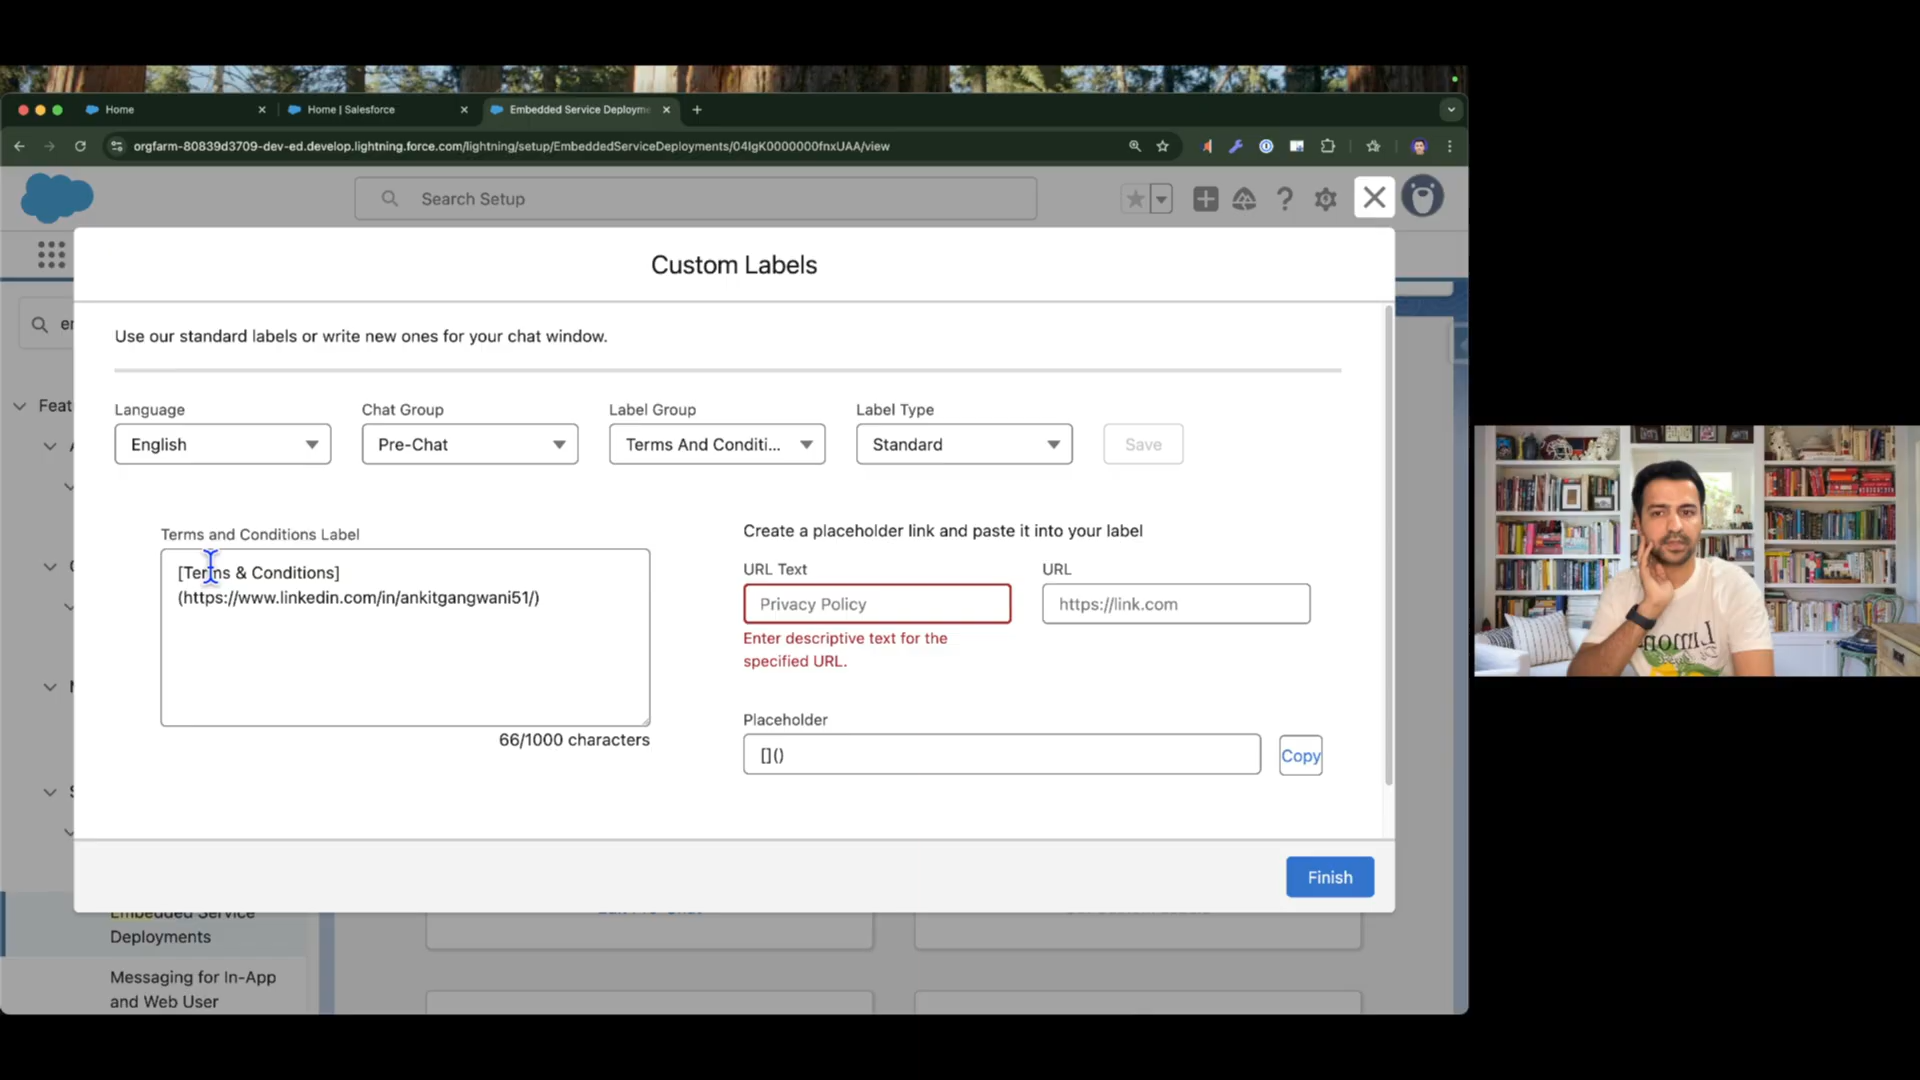 Home
Home | Salesforce
Embedded Service Deployme
orgfarm-80839d3709-dev-ed.develop.lightning.force.com/lightning/setup/EmbeddedServiceDeployments/04IgK0000000fnxUAA/view
Search Setup
Custom Labels
Use our standard labels or write new ones for your chat window.
Language
Chat Group
Label Group
Label Type
English
Pre-Chat
Terms And Conditi...
Standard
Save
Feat
Terms and Conditions Label
[Terms & Conditions]
(https://www.linkedin.com/in/ankitgangwani51/)
66/1000 characters
Create a placeholder link and paste it into your label
URL Text
URL
Privacy Policy
https://link.com
Enter descriptive text for the
specified URL.
Placeholder
[]()
Copy
Finish
Embedded Service
Deployments
Messaging for In-App
and Web User